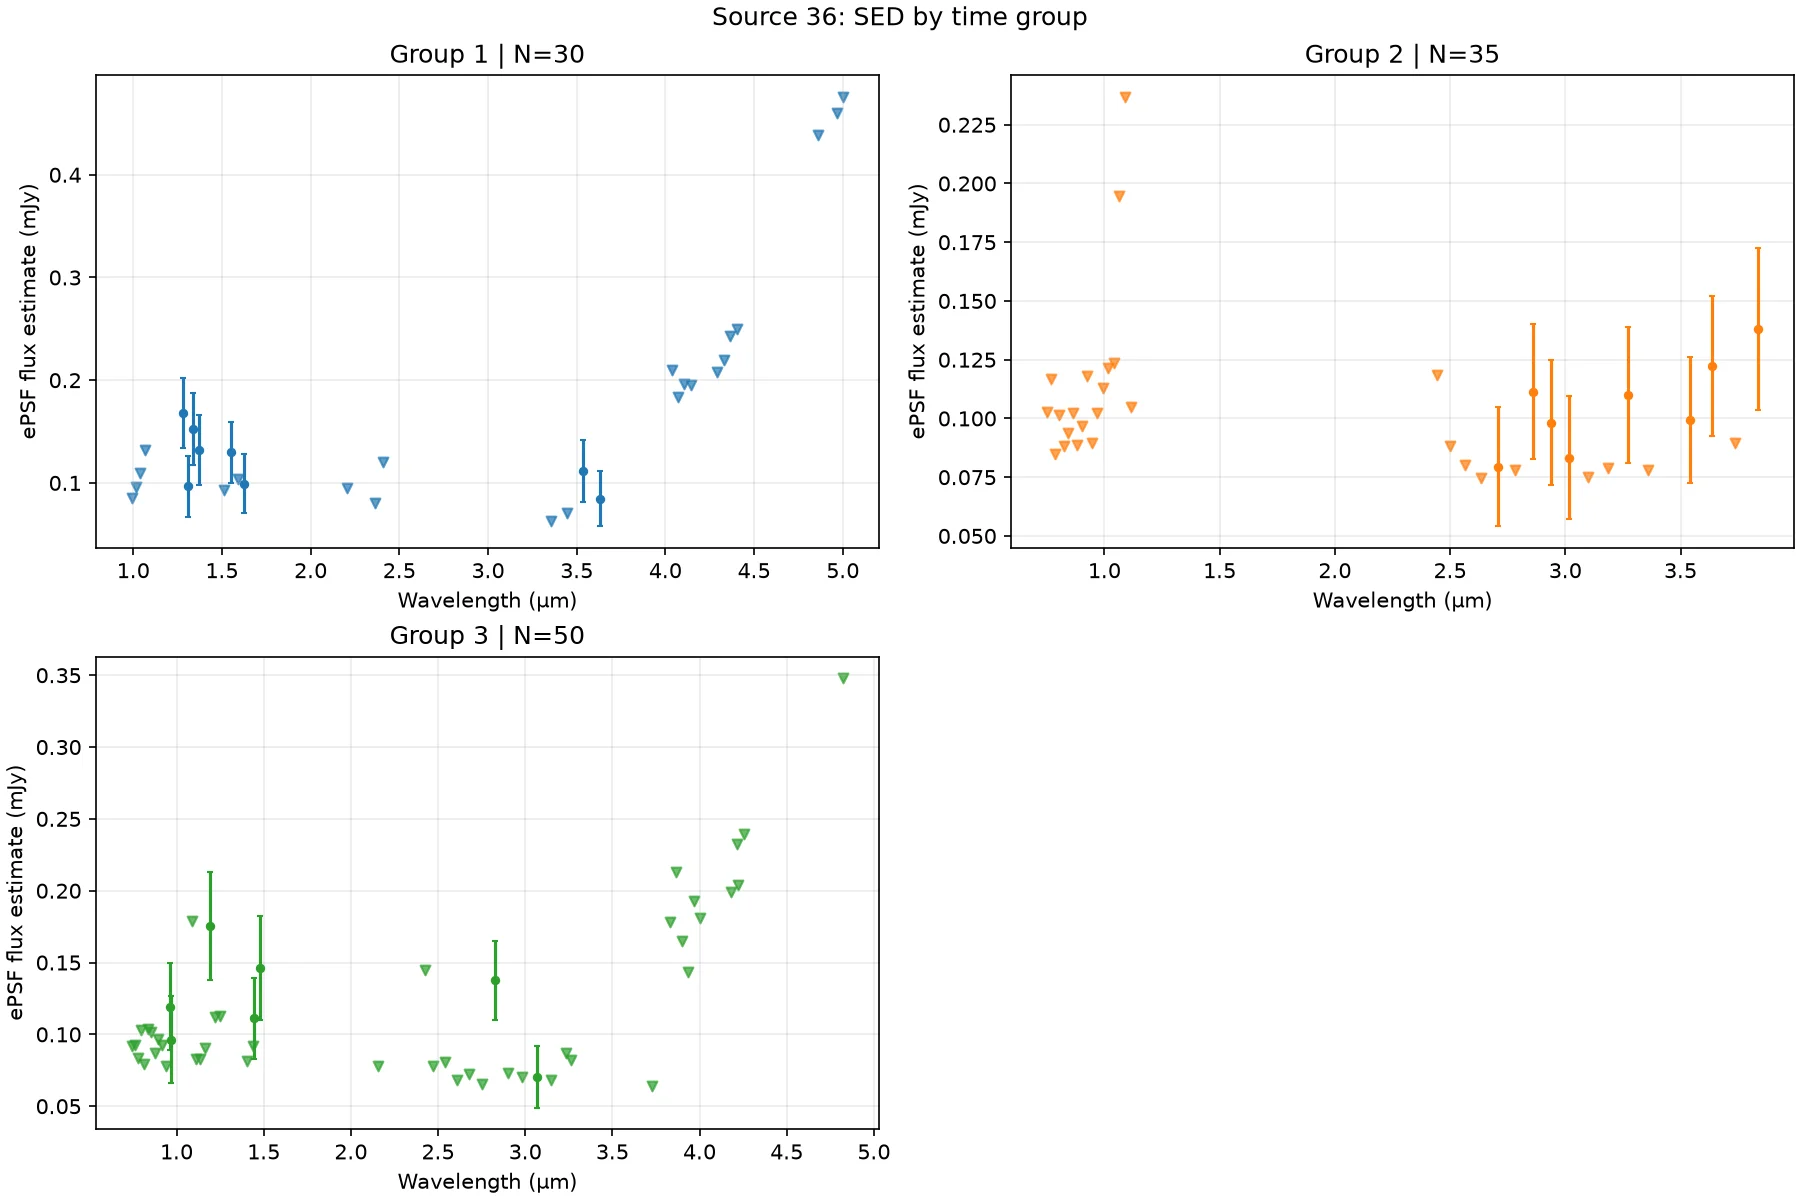 Source 36: SED by time group
Group 1 | N=30
ePSF flux estimate (mJy)
0.4
0.3
0.2
0.1
1.0 1.5 2.0 2.5 3.0 3.5 4.0 4.5 5.0
Wavelength (µm)
Group 2 | N=35
ePSF flux estimate (mJy)
0.225
0.200
0.175
0.150
0.125
0.100
0.075
0.050
1.0 1.5 2.0 2.5 3.0 3.5
Wavelength (µm)
Group 3 | N=50
ePSF flux estimate (mJy)
0.35
0.30
0.25
0.20
0.15
0.10
0.05
1.0 1.5 2.0 2.5 3.0 3.5 4.0 4.5 5.0
Wavelength (µm)